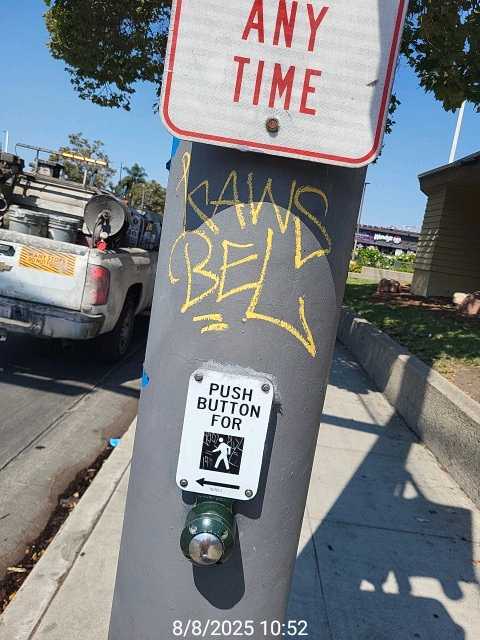 ANY
TIME
KAWS
BEL
PUSH
BUTTON
FOR
8/8/2025 10:52